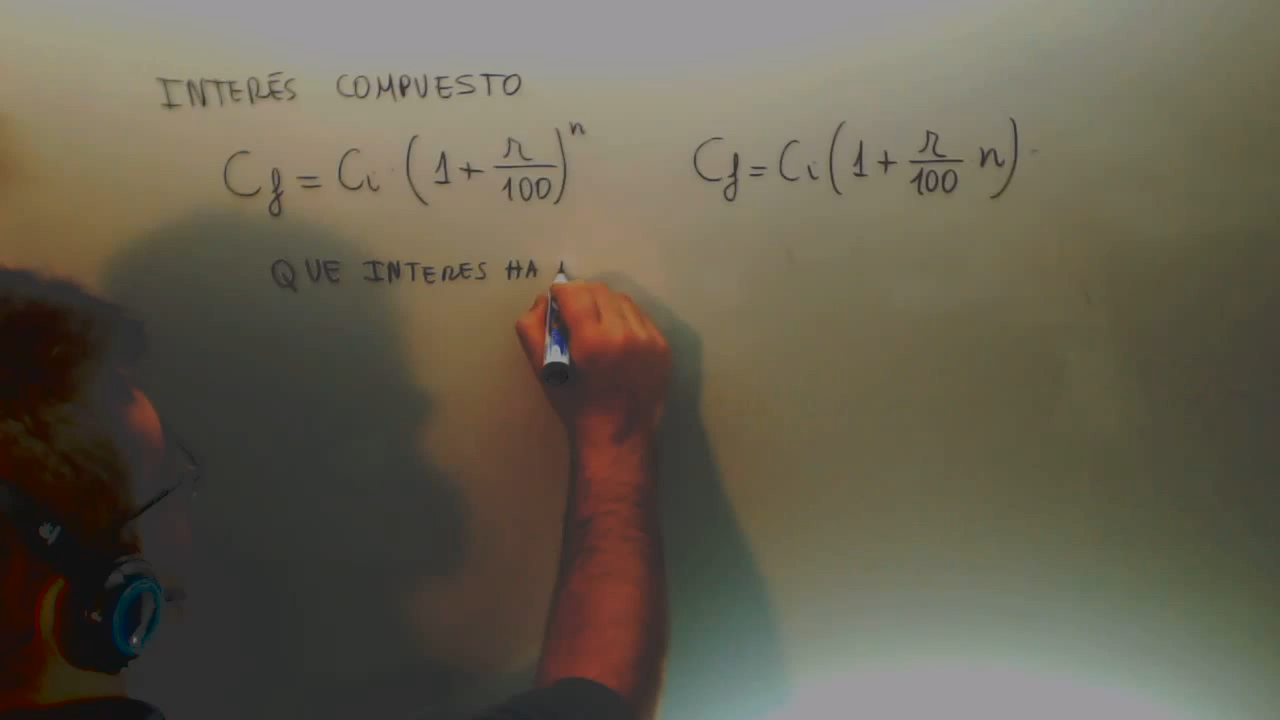 INTERÉS COMPUESTO
Cf = Ci · (1 + r/100)^n
Cf = Ci (1 + r/100 n)
QUE INTERES HA